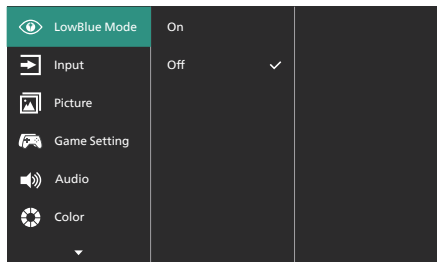 LowBlue Mode
On
Input
Off
Picture
Game Setting
Audio
Color